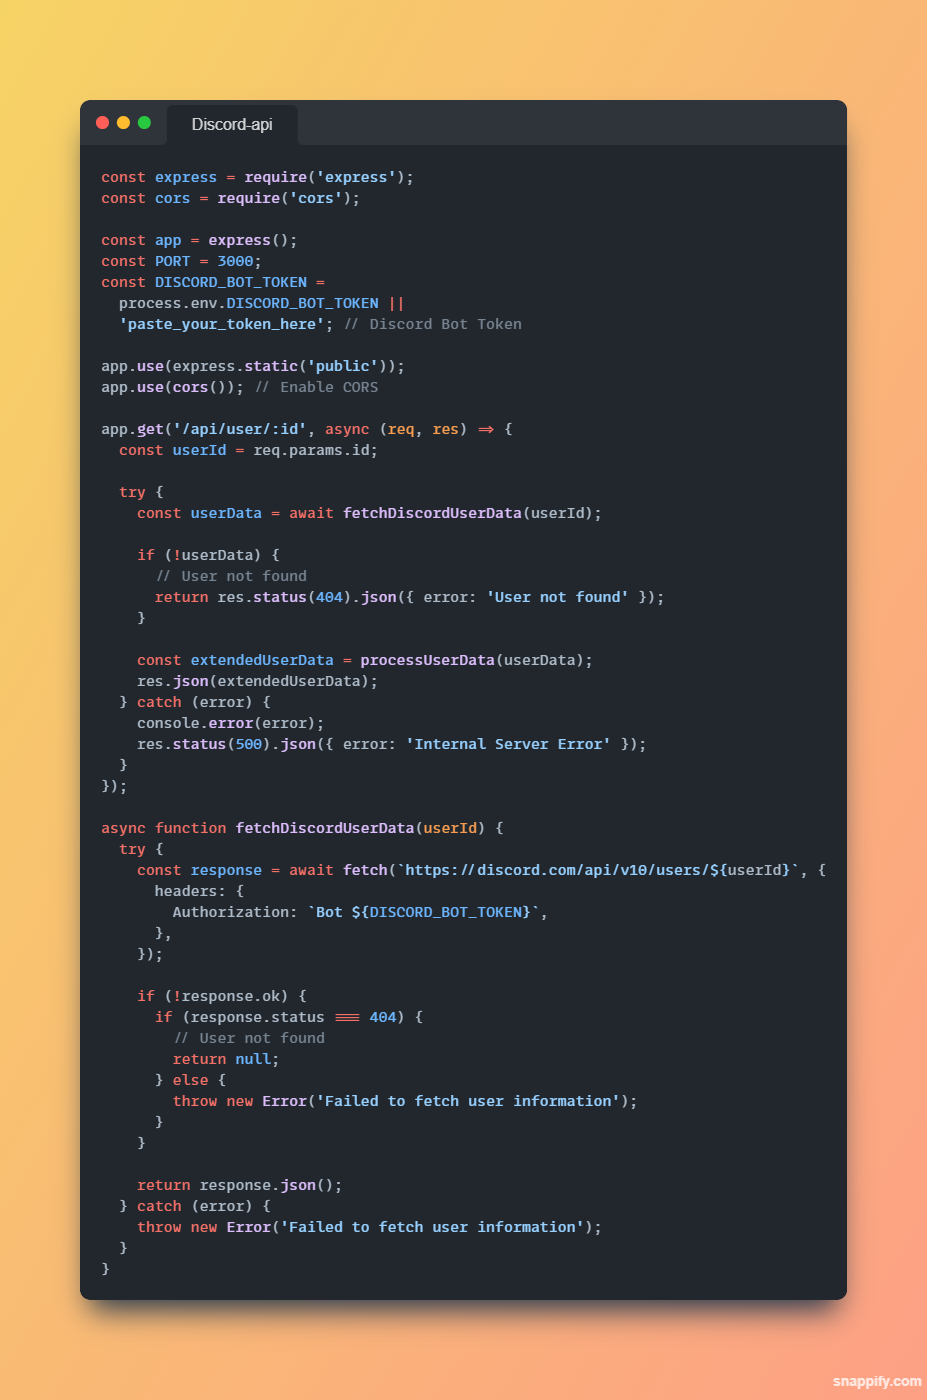 Discord-api
const express = require('express');
const cors = require('cors');
const app = express();
const PORT = 3000;
const DISCORD_BOT_TOKEN =
  process.env.DISCORD_BOT_TOKEN ||
  'paste_your_token_here'; // Discord Bot Token
app.use(express.static('public'));
app.use(cors()); // Enable CORS
app.get('/api/user/:id', async (req, res) => {
  const userId = req.params.id;
  try {
    const userData = await fetchDiscordUserData(userId);
    if (!userData) {
      // User not found
      return res.status(404).json({ error: 'User not found' });
    }
    const extendedUserData = processUserData(userData);
    res.json(extendedUserData);
  } catch (error) {
    console.error(error);
    res.status(500).json({ error: 'Internal Server Error' });
  }
});
async function fetchDiscordUserData(userId) {
  try {
    const response = await fetch(`https://discord.com/api/v10/users/${userId}`, {
      headers: {
        Authorization: `Bot ${DISCORD_BOT_TOKEN}`,
      },
    });
    if (!response.ok) {
      if (response.status === 404) {
        // User not found
        return null;
      } else {
        throw new Error('Failed to fetch user information');
      }
    }
    return response.json();
  } catch (error) {
    throw new Error('Failed to fetch user information');
  }
}
snappify.com